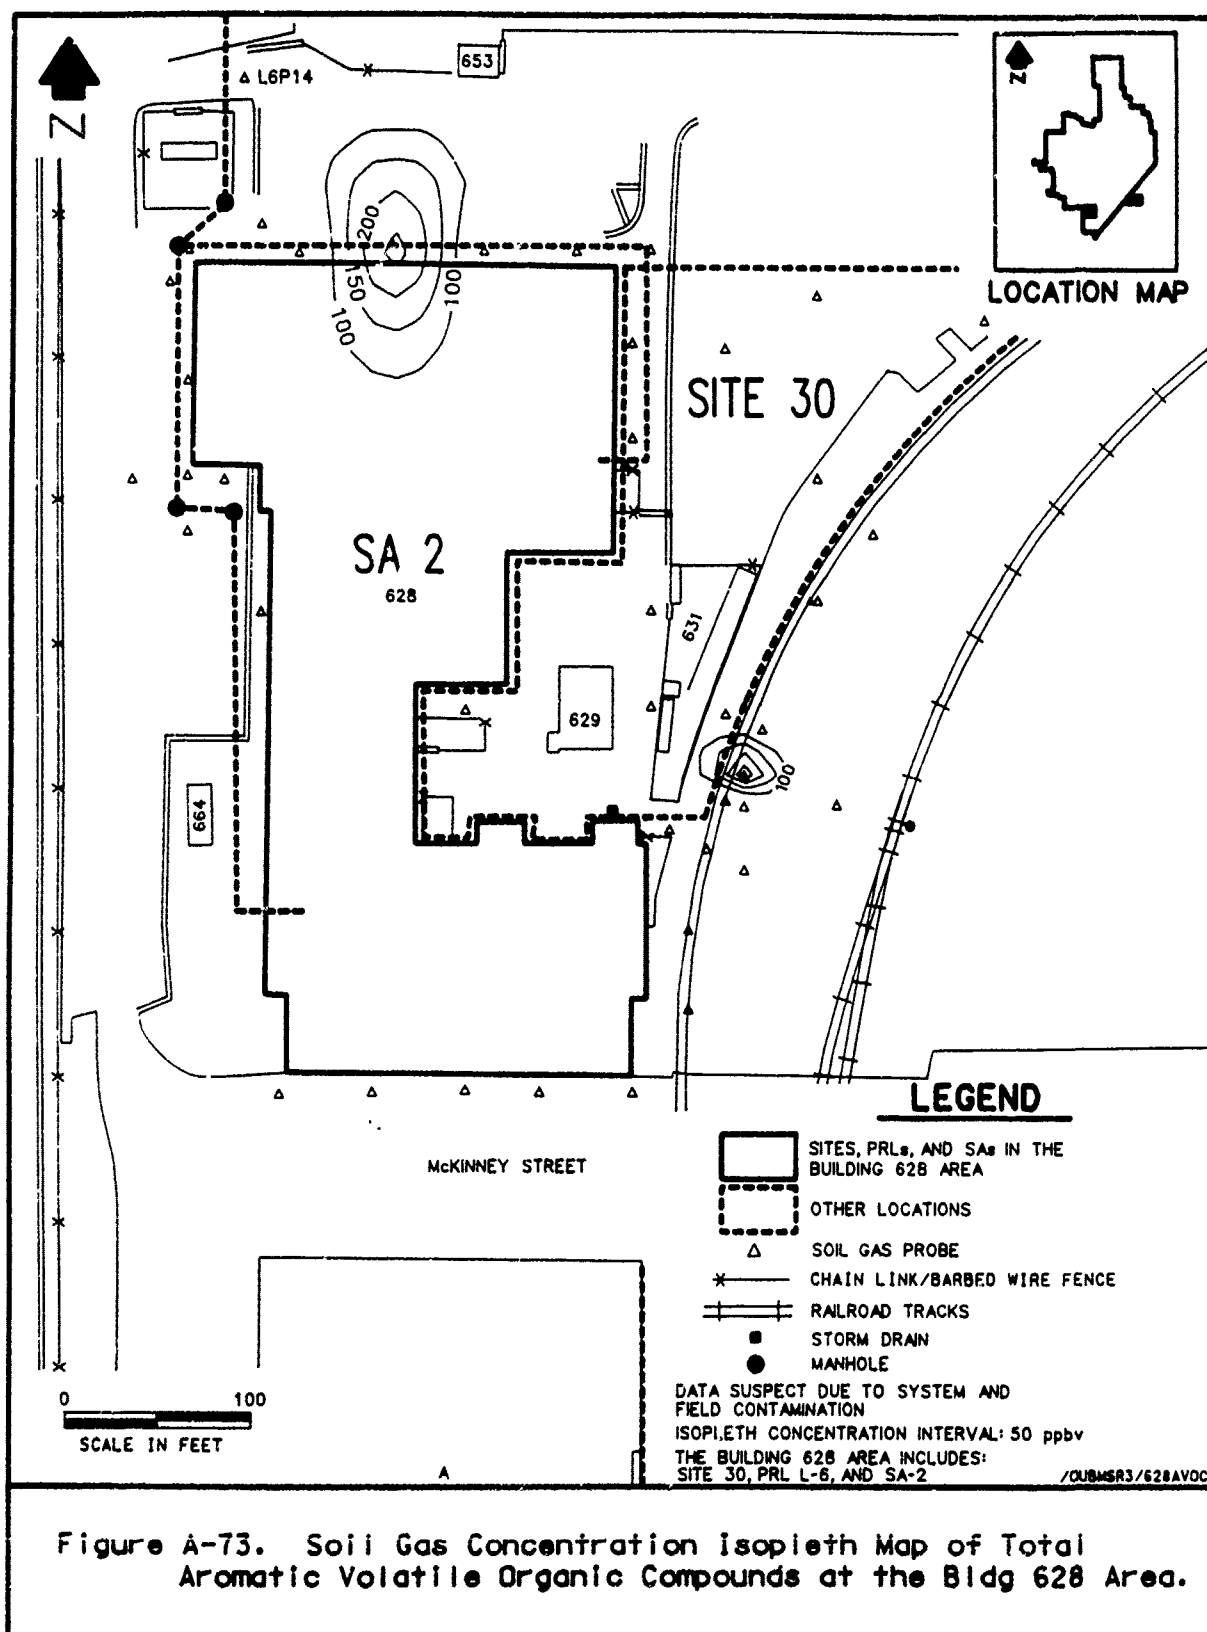 653
L6P14
N
N
LOCATION MAP
200
150
100
100
SITE 30
SA 2
628
631
629
664
100
LEGEND
SITES, PRLs, AND SAs IN THE
BUILDING 628 AREA
OTHER LOCATIONS
SOIL GAS PROBE
CHAIN LINK/BARBED WIRE FENCE
RAILROAD TRACKS
STORM DRAIN
MANHOLE
McKINNEY STREET
DATA SUSPECT DUE TO SYSTEM AND
FIELD CONTAMINATION
ISOPLETH CONCENTRATION INTERVAL: 50 ppbv
THE BUILDING 628 AREA INCLUDES:
SITE 30, PRL L-6, AND SA-2
/OU8MSR3/628AVOC
0 100
SCALE IN FEET
Figure A-73. Soil Gas Concentration Isopleth Map of Total
Aromatic Volatile Organic Compounds at the Bldg 628 Area.